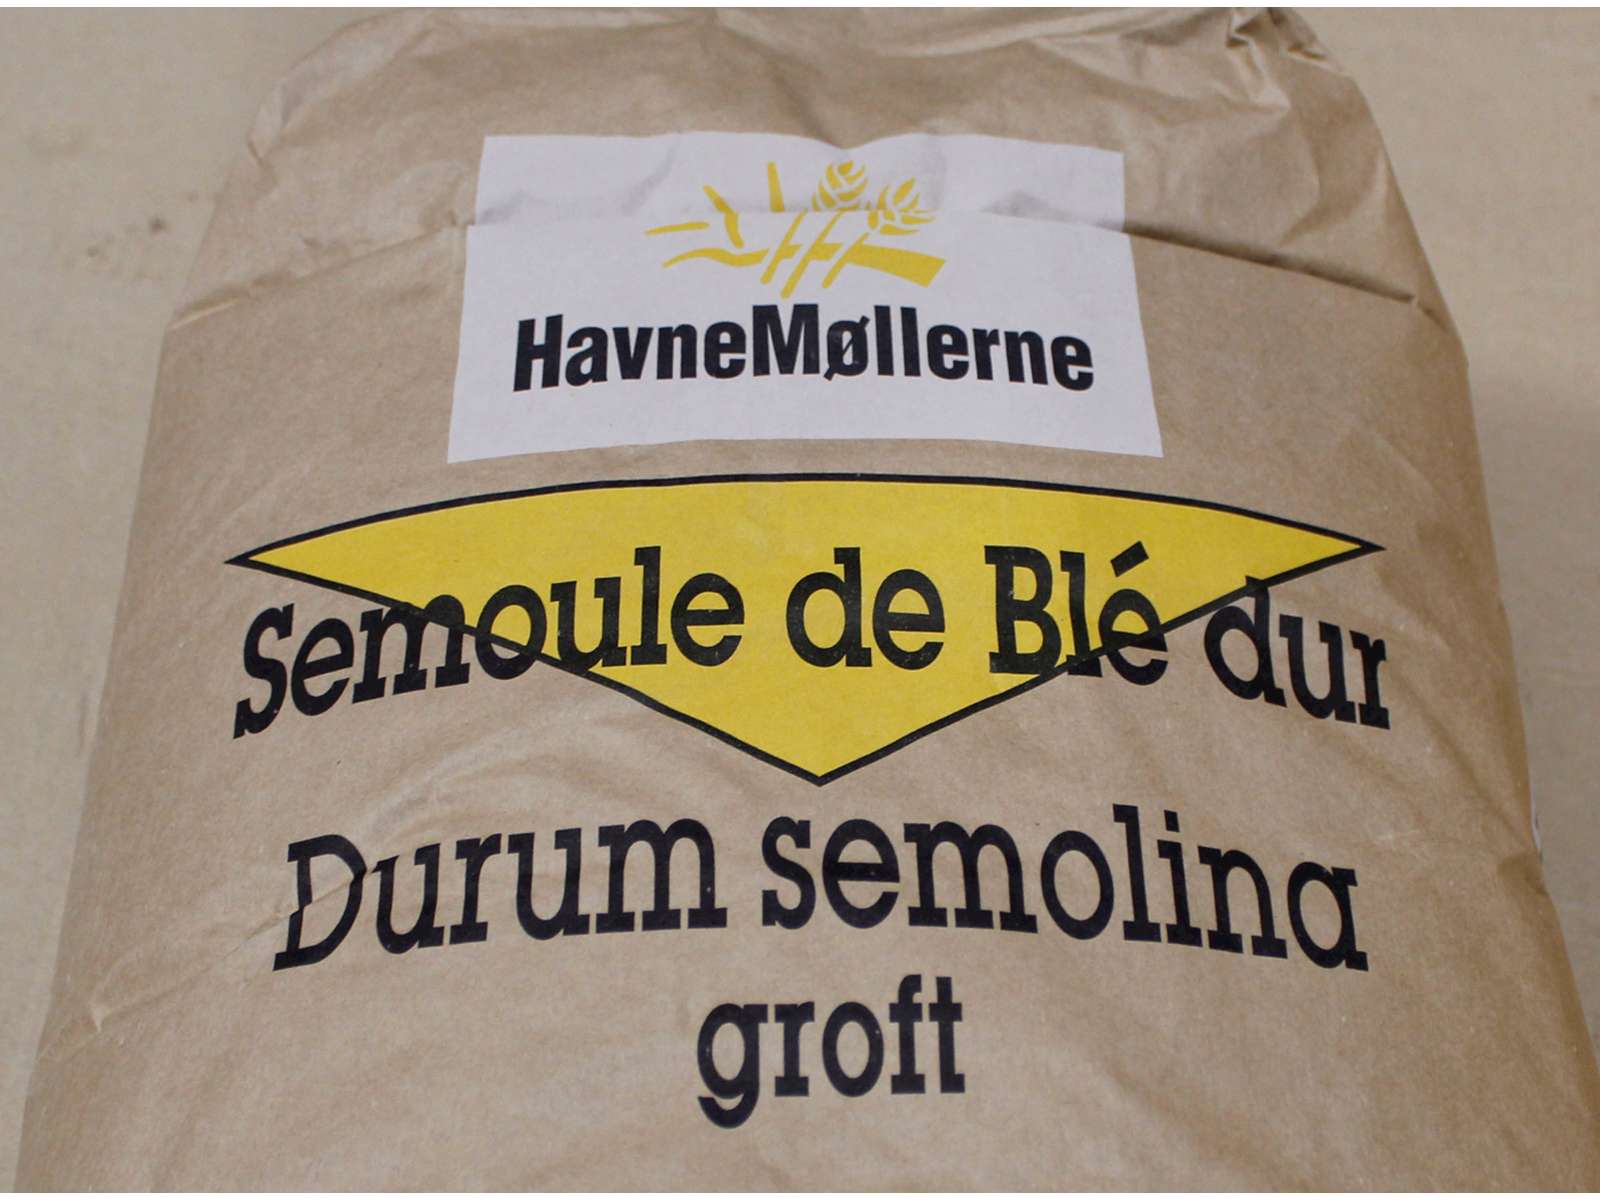 HavneMøllerne
Semoule de Blé dur
Durum semolina
groft